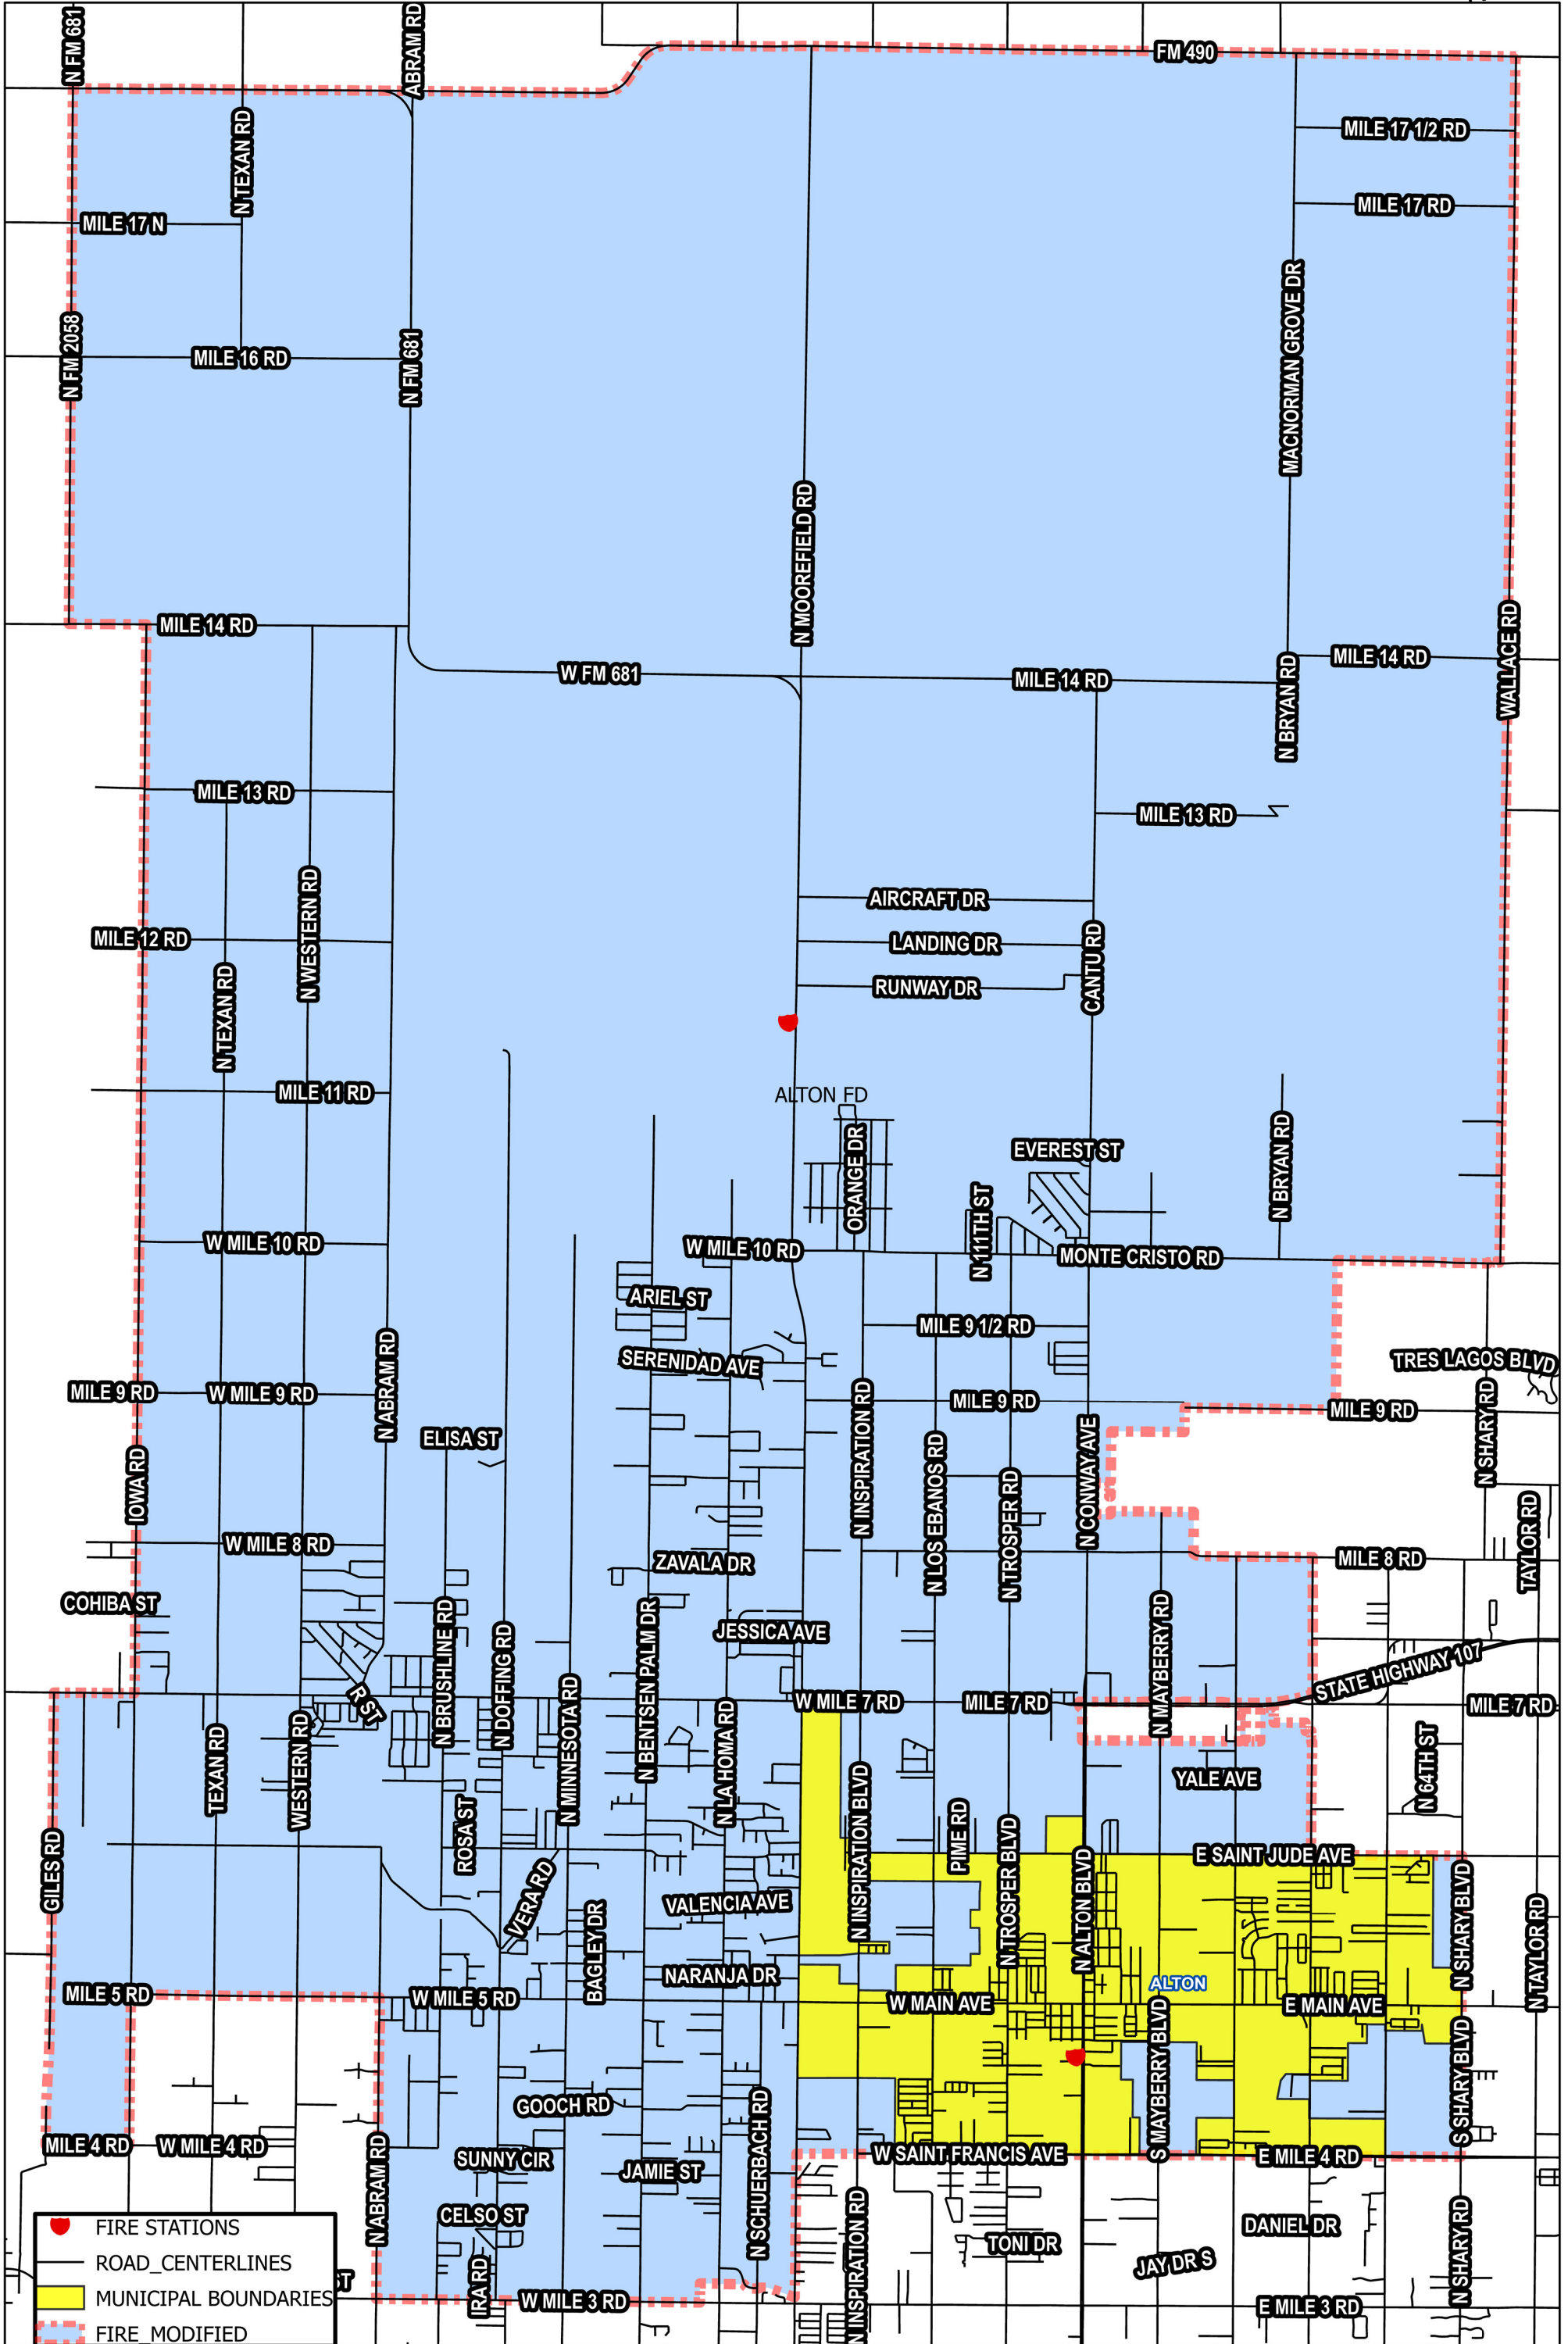 N FM 681
ABRAM RD
FM 490
N TEXAN RD
MILE 17 1/2 RD
MILE 17 N
MILE 17 RD
N FM 2058
MILE 16 RD
N FM 681
MACNORMAN GROVE DR
N MOOREFIELD RD
MILE 14 RD
W FM 681
MILE 14 RD
N BRYAN RD
MILE 14 RD
WALLACE RD
MILE 13 RD
MILE 13 RD
N WESTERN RD
AIRCRAFT DR
MILE 12 RD
LANDING DR
CANTU RD
N TEXAN RD
RUNWAY DR
MILE 11 RD
ALTON FD
ORANGE DR
EVEREST ST
N BRYAN RD
N 111TH ST
W MILE 10 RD
W MILE 10 RD
MONTE CRISTO RD
ARIEL ST
MILE 9 1/2 RD
SERENIDAD AVE
TRES LAGOS BLVD
N ABRAM RD
MILE 9 RD
W MILE 9 RD
MILE 9 RD
MILE 9 RD
N SHARY RD
ELISA ST
N INSPIRATION RD
N LOS EBANOS RD
N TROSPER RD
N CONWAY AVE
IOWA RD
TAYLOR RD
W MILE 8 RD
ZAVALA DR
MILE 8 RD
COHIBA ST
JESSICA AVE
N MAYBERRY RD
N BRUSHLINE RD
N DOFFING RD
N BENTSEN PALM DR
STATE HIGHWAY 107
R ST
N MINNESOTA RD
W MILE 7 RD
MILE 7 RD
MILE 7 RD
TEXAN RD
WESTERN RD
N LA HOMA RD
N 64TH ST
YALE AVE
N INSPIRATION BLVD
ROSA ST
PIME RD
N TROSPER BLVD
GILES RD
E SAINT JUDE AVE
N ALTON BLVD
N SHARY BLVD
VERA RD
VALENCIA AVE
BAGLEY DR
N TAYLOR RD
NARANJA DR
ALTON
MILE 5 RD
W MILE 5 RD
W MAIN AVE
E MAIN AVE
S MAYBERRY BLVD
S SHARY BLVD
GOOCH RD
N SCHUERBACH RD
MILE 4 RD
W MILE 4 RD
N ABRAM RD
SUNNY CIR
JAMIE ST
W SAINT FRANCIS AVE
E MILE 4 RD
N INSPIRATION RD
CELSO ST
DANIEL DR
N SHARY RD
TONI DR
JAY DR S
IRA RD
W MILE 3 RD
E MILE 3 RD
FIRE STATIONS
ROAD_CENTERLINES
MUNICIPAL BOUNDARIES
FIRE_MODIFIED